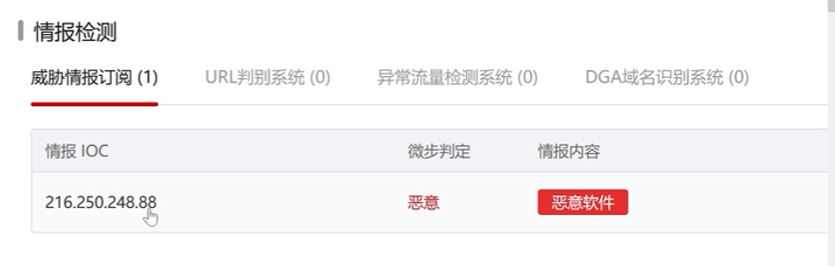 情报检测
威胁情报订阅 (1) URL判别系统 (0) 异常流量检测系统 (0) DGA域名识别系统 (0)
情报 IOC 微步判定 情报内容
216.250.248.88 恶意 恶意软件